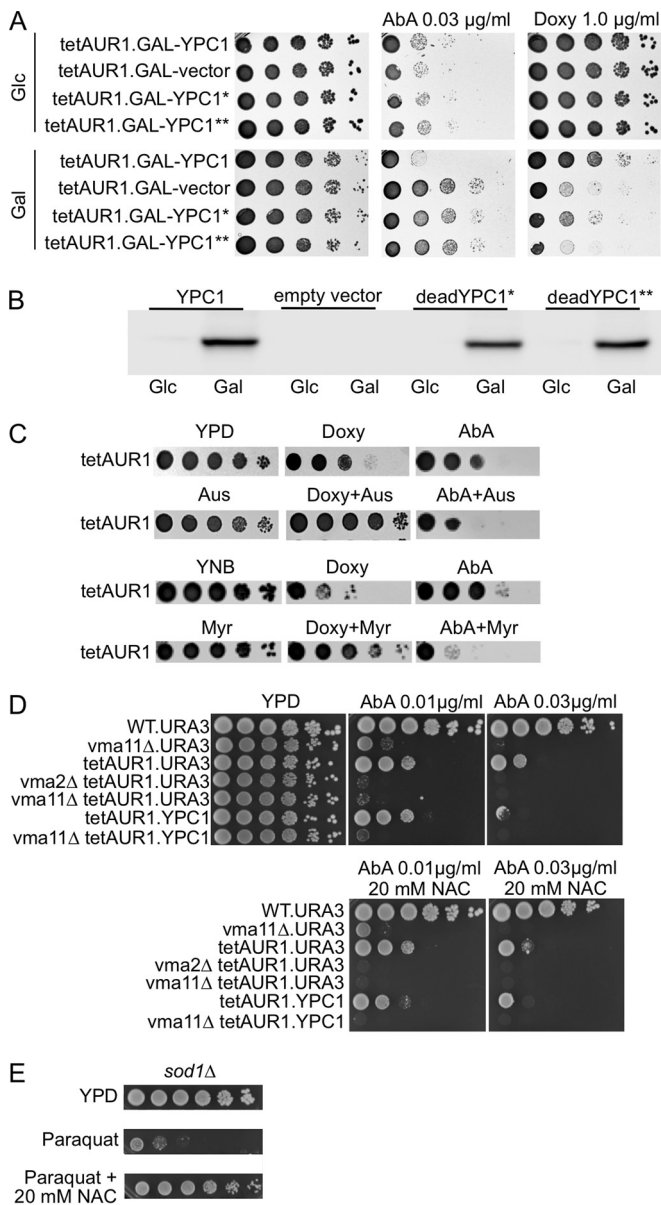 A
AbA 0.03 µg/ml
Doxy 1.0 µg/ml
Glc
tetAUR1.GAL-YPC1
tetAUR1.GAL-vector
tetAUR1.GAL-YPC1*
tetAUR1.GAL-YPC1**
Gal
tetAUR1.GAL-YPC1
tetAUR1.GAL-vector
tetAUR1.GAL-YPC1*
tetAUR1.GAL-YPC1**
B
YPC1 empty vector deadYPC1* deadYPC1**
Glc Gal Glc Gal Glc Gal Glc Gal
C
YPD Doxy AbA
tetAUR1
Aus Doxy+Aus AbA+Aus
tetAUR1
YNB Doxy AbA
tetAUR1
Myr Doxy+Myr AbA+Myr
tetAUR1
D
YPD AbA 0.01µg/ml AbA 0.03µg/ml
WT.URA3
vma11Δ.URA3
tetAUR1.URA3
vma2Δ tetAUR1.URA3
vma11Δ tetAUR1.URA3
tetAUR1.YPC1
vma11Δ tetAUR1.YPC1
AbA 0.01µg/ml AbA 0.03µg/ml
20 mM NAC 20 mM NAC
WT.URA3
vma11Δ.URA3
tetAUR1.URA3
vma2Δ tetAUR1.URA3
vma11Δ tetAUR1.URA3
tetAUR1.YPC1
vma11Δ tetAUR1.YPC1
E
sod1Δ
YPD
Paraquat
Paraquat +
20 mM NAC